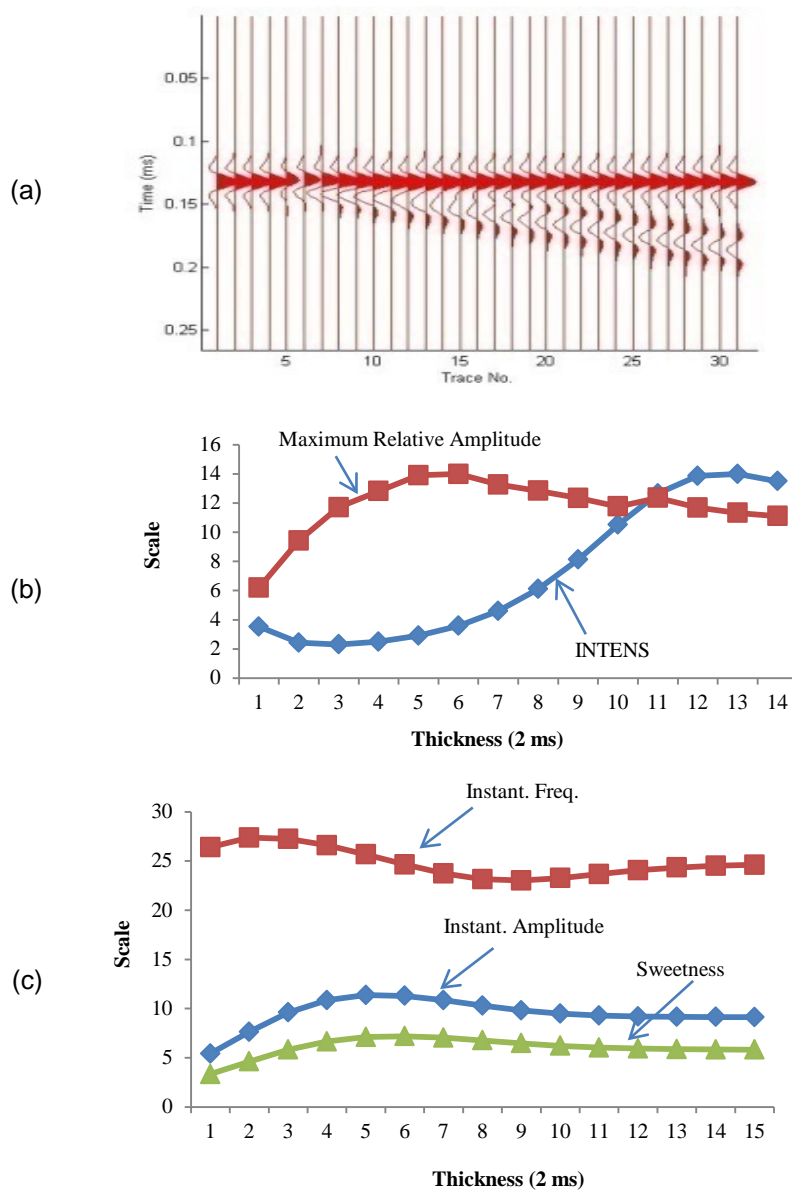 (a)
Time (ms)
0.05
0.1
0.15
0.2
0.25
5 10 15 20 25 30
Trace No.
(b)
Scale
16
14
12
10
8
6
4
2
0
Maximum Relative Amplitude
INTENS
1 2 3 4 5 6 7 8 9 10 11 12 13 14
Thickness (2 ms)
(c)
Scale
30
25
20
15
10
5
0
Instant. Freq.
Instant. Amplitude
Sweetness
1 2 3 4 5 6 7 8 9 10 11 12 13 14 15
Thickness (2 ms)